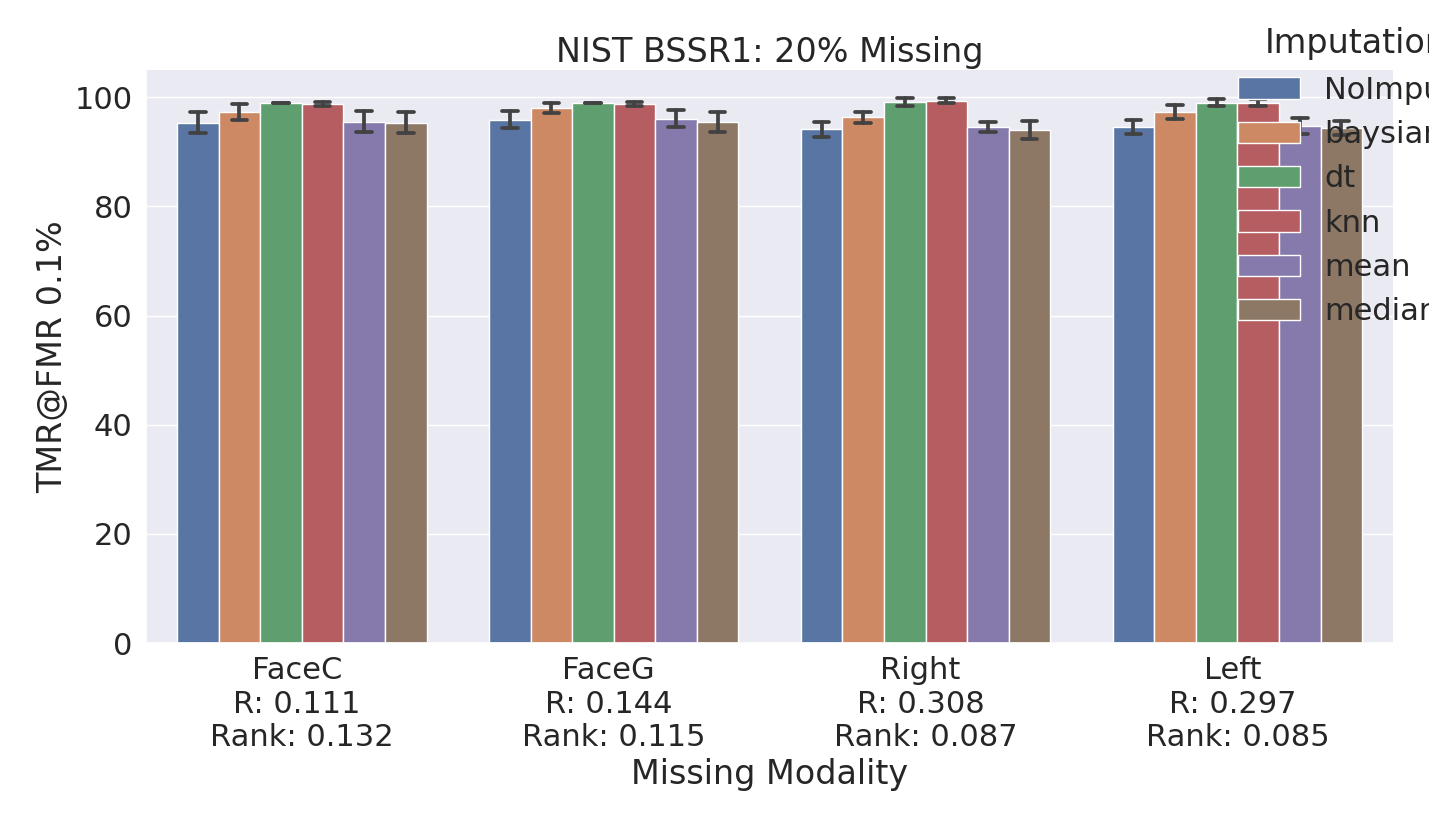 NIST BSSR1: 20% Missing
Imputation
NoImpu
baysian
dt
knn
mean
median
TMR@FMR 0.1%
100
80
60
40
20
0
FaceC
R: 0.111
Rank: 0.132
FaceG
R: 0.144
Rank: 0.115
Right
R: 0.308
Rank: 0.087
Left
R: 0.297
Rank: 0.085
Missing Modality